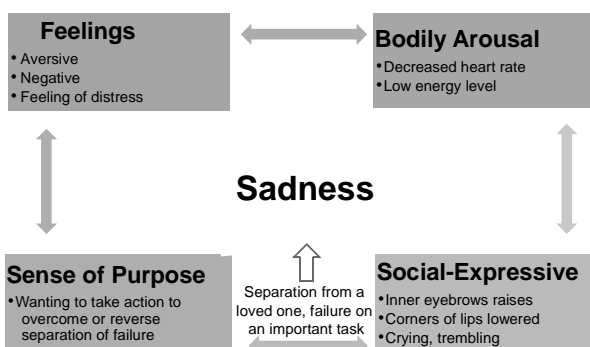 Feelings
• Aversive
• Negative
• Feeling of distress
Bodily Arousal
• Decreased heart rate
• Low energy level
Sadness
Sense of Purpose
• Wanting to take action to
overcome or reverse
separation of failure
Separation from a
loved one, failure on
an important task
Social-Expressive
• Inner eyebrows raises
• Corners of lips lowered
• Crying, trembling